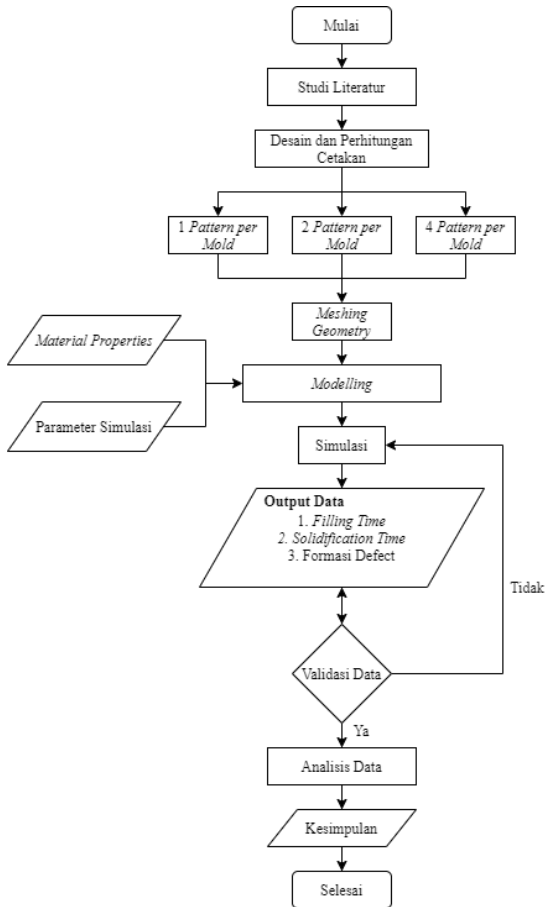 Mulai
Studi Literatur
Desain dan Perhitungan
Cetakan
1 Pattern per
Mold
2 Pattern per
Mold
4 Pattern per
Mold
Meshing
Geometry
Material Properties
Modelling
Parameter Simulasi
Simulasi
Output Data
1. Filling Time
2. Solidification Time
3. Formasi Defect
Tidak
Validasi Data
Ya
Analisis Data
Kesimpulan
Selesai